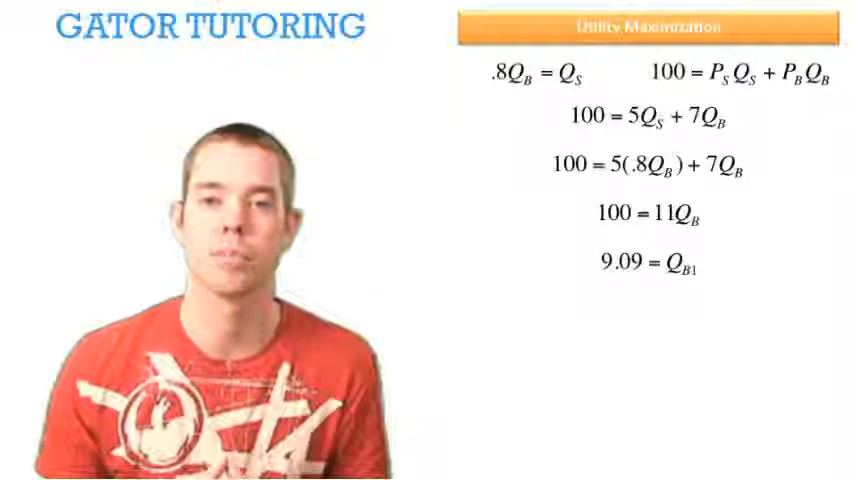 GATOR TUTORING
Utility Maximization
.8Q_B = Q_S 100 = P_S Q_S + P_B Q_B
100 = 5Q_S + 7Q_B
100 = 5(.8Q_B) + 7Q_B
100 = 11Q_B
9.09 = Q_B1